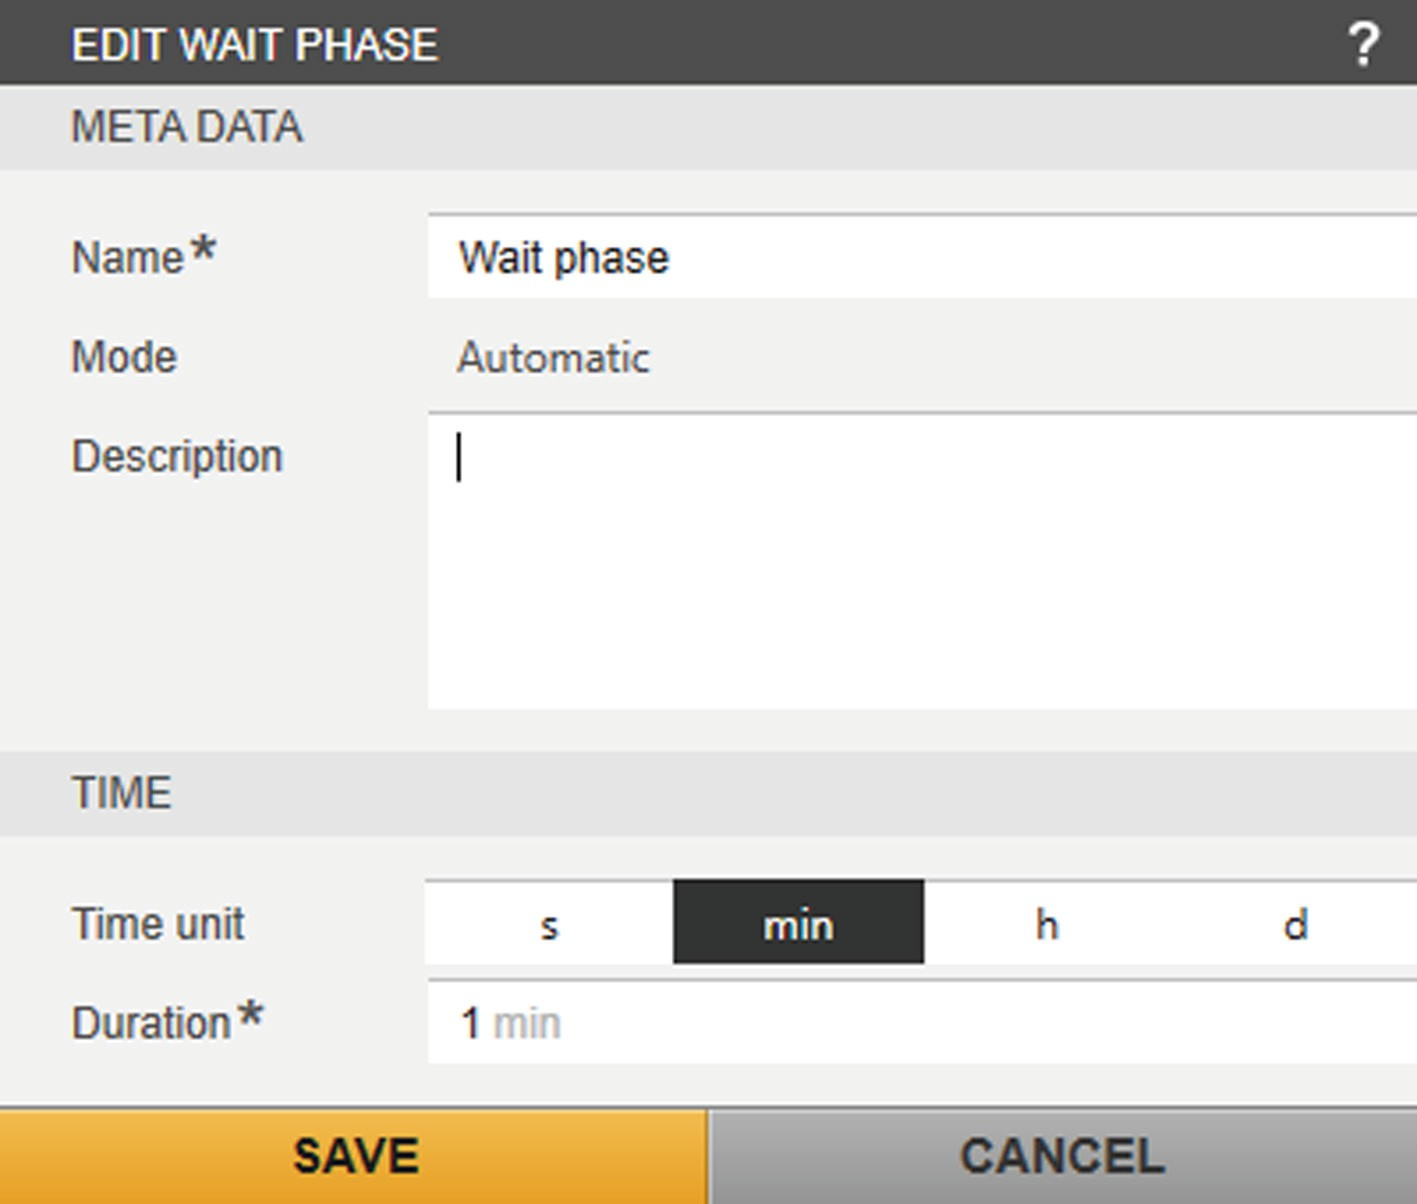 EDIT WAIT PHASE ?
META DATA
Name* Wait phase
Mode Automatic
Description
TIME
Time unit s min h d
Duration* 1 min
SAVE CANCEL